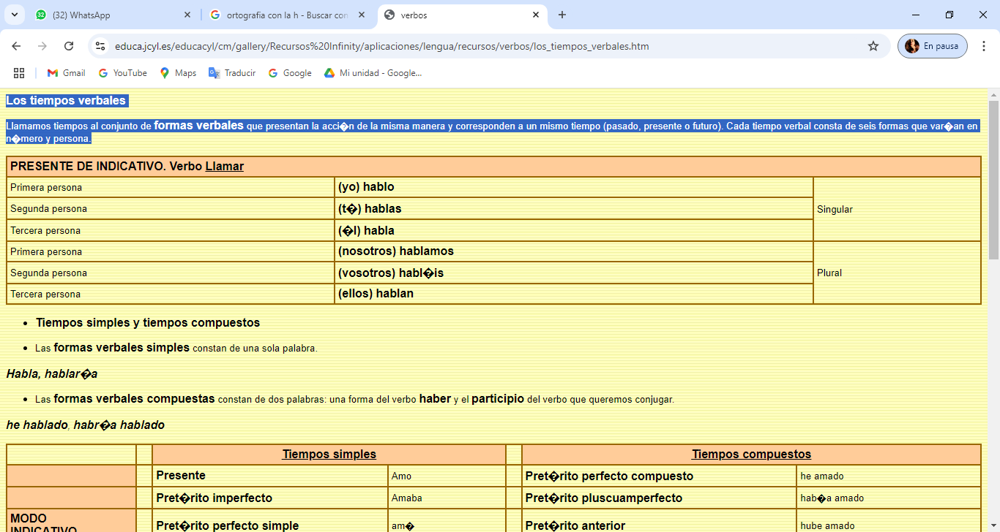 (32) WhatsApp
ortografia con la h - Buscar con
verbos
educa.jcyl.es/educacyl/cm/gallery/Recursos%20Infinity/aplicaciones/lengua/recursos/verbos/los_tiempos_verbales.htm
En pausa
Gmail
YouTube
Maps
Traducir
Google
Mi unidad - Google...
Los tiempos verbales
Llamamos tiempos al conjunto de formas verbales que presentan la acci�n de la misma manera y corresponden a un mismo tiempo (pasado, presente o futuro). Cada tiempo verbal consta de seis formas que var�an en
n�mero y persona.
PRESENTE DE INDICATIVO. Verbo Llamar
Primera persona (yo) hablo
Segunda persona (t�) hablas Singular
Tercera persona (�l) habla
Primera persona (nosotros) hablamos
Segunda persona (vosotros) habl�is Plural
Tercera persona (ellos) hablan
• Tiempos simples y tiempos compuestos
• Las formas verbales simples constan de una sola palabra.
Habla, hablar�a
• Las formas verbales compuestas constan de dos palabras: una forma del verbo haber y el participio del verbo que queremos conjugar.
he hablado, habr�a hablado
Tiempos simples Tiempos compuestos
Presente Amo Pret�rito perfecto compuesto he amado
Pret�rito imperfecto Amaba Pret�rito pluscuamperfecto hab�a amado
MODO
INDICATIVO
Pret�rito perfecto simple am� Pret�rito anterior hube amado